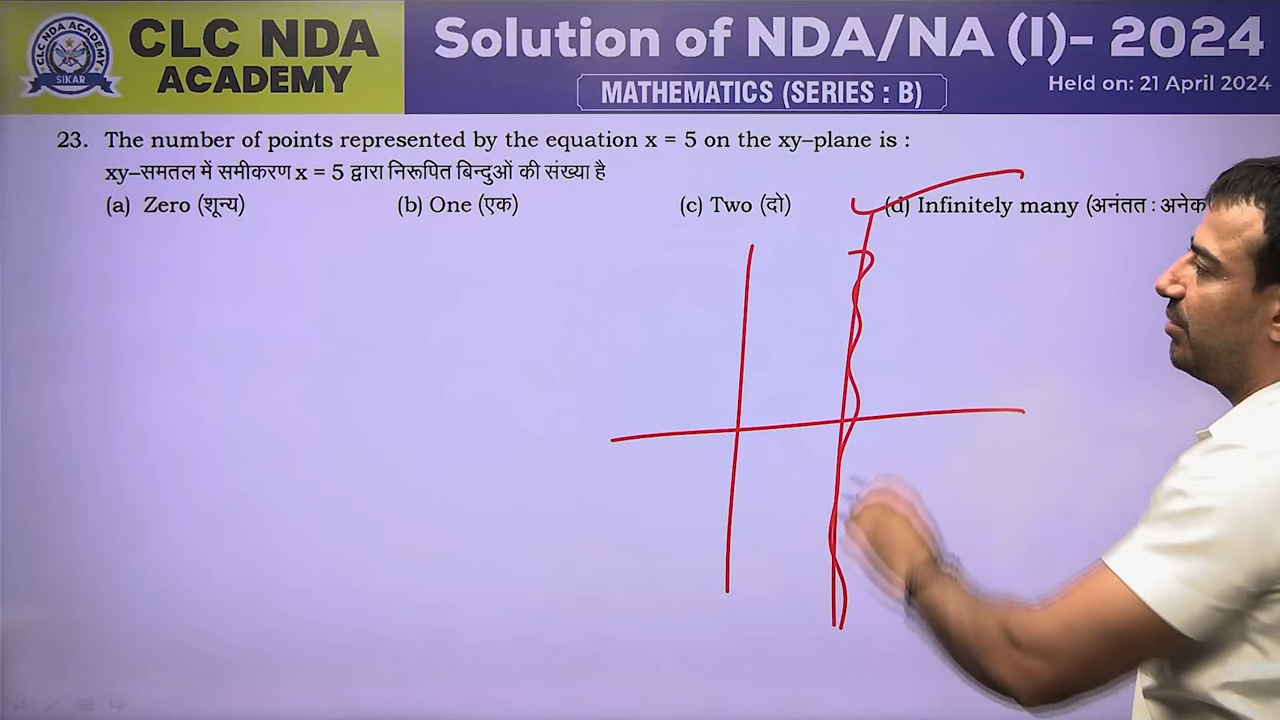 CLC NDA ACADEMY
SIKAR
CLC NDA
ACADEMY
Solution of NDA/NA (I)- 2024
MATHEMATICS (SERIES : B)
Held on: 21 April 2024
23. The number of points represented by the equation x = 5 on the xy–plane is :
xy–समतल में समीकरण x = 5 द्वारा निरूपित बिन्दुओं की संख्या है
(a) Zero (शून्य) (b) One (एक) (c) Two (दो) (d) Infinitely many (अनंतत : अनेक